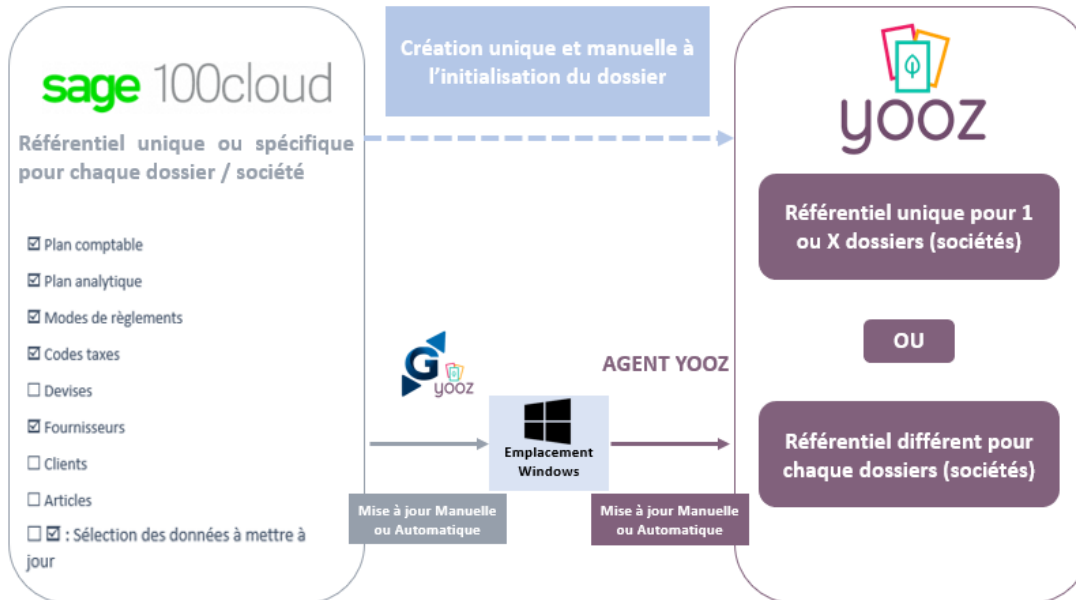 sage 100cloud
Référentiel unique ou spécifique
pour chaque dossier / société
☑ Plan comptable
☑ Plan analytique
☑ Modes de règlements
☑ Codes taxes
☐ Devises
☑ Fournisseurs
☐ Clients
☐ Articles
☐ ☑ : Sélection des données à mettre à
jour
Création unique et manuelle à
l'initialisation du dossier
G
yooz
AGENT YOOZ
Emplacement
Windows
Mise à jour Manuelle
ou Automatique
Mise à jour Manuelle
ou Automatique
yooz
Référentiel unique pour 1
ou X dossiers (sociétés)
OU
Référentiel différent pour
chaque dossiers (sociétés)